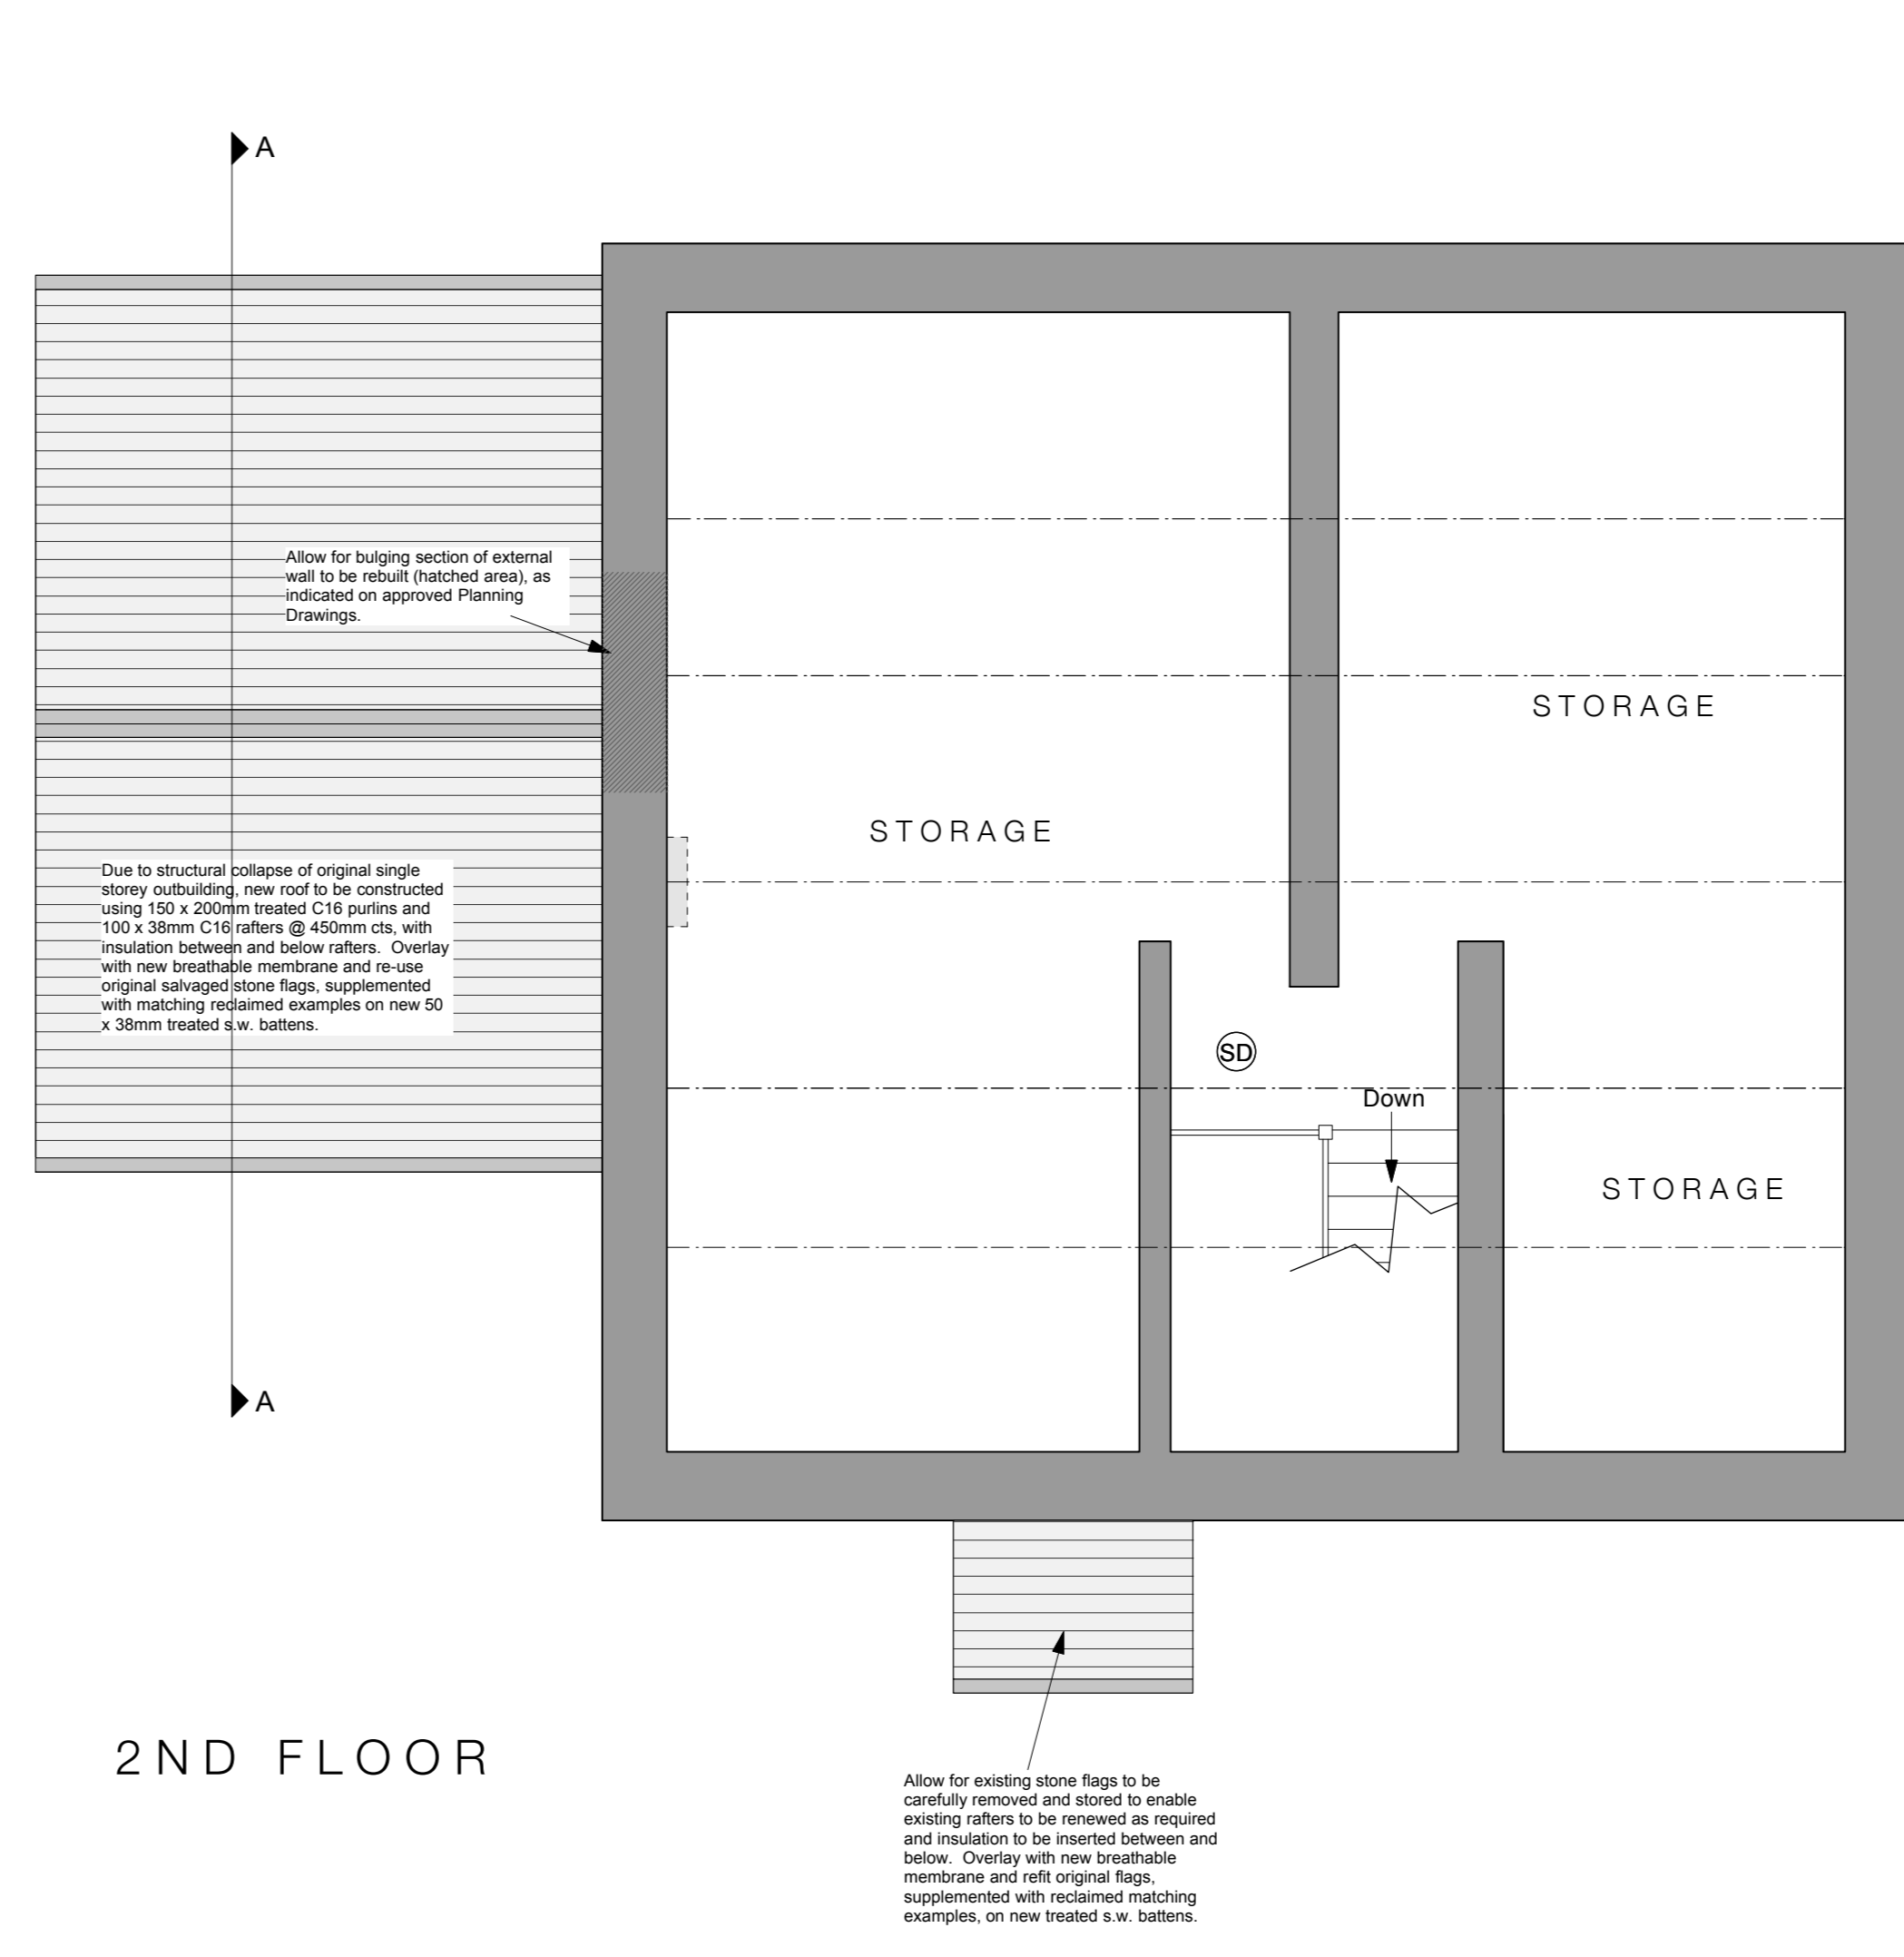 A
Allow for bulging section of external
wall to be rebuilt (hatched area), as
indicated on approved Planning
Drawings.
STORAGE
STORAGE
Due to structural collapse of original single
storey outbuilding, new roof to be constructed
using 150 x 200mm treated C16 purlins and
100 x 38mm C16 rafters @ 450mm cts, with
insulation between and below rafters.  Overlay
with new breathable membrane and re-use
original salvaged stone flags, supplemented
with matching reclaimed examples on new 50
x 38mm treated s.w. battens.
SD
Down
STORAGE
A
2ND FLOOR
Allow for existing stone flags to be
carefully removed and stored to enable
existing rafters to be renewed as required
and insulation to be inserted between and
below.  Overlay with new breathable
membrane and refit original flags,
supplemented with reclaimed matching
examples, on new treated s.w. battens.